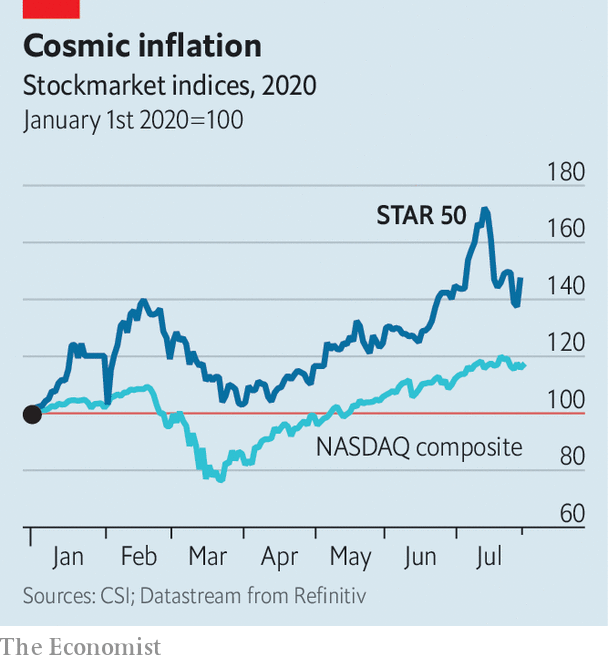 Cosmic inflation
Stockmarket indices, 2020
January 1st 2020=100
180
STAR 50
160
140
120
100
NASDAQ composite
80
60
Jan Feb Mar Apr May Jun Jul
Sources: CSI; Datastream from Refinitiv
The Economist